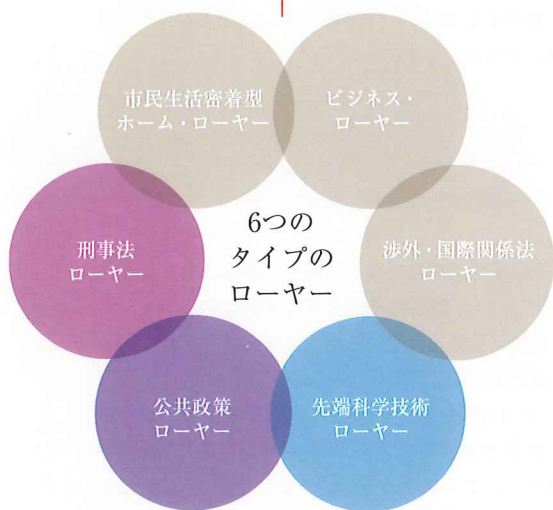 市民生活密着型
ホーム・ローヤー
ビジネス・
ローヤー
刑事法
ローヤー
6つの
タイプの
ローヤー
渉外・国際関係法
ローヤー
公共政策
ローヤー
先端科学技術
ローヤー